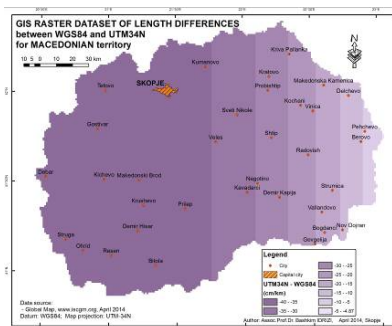 GIS RASTER DATASET OF LENGTH DIFFERENCES
between WGS84 and UTM34N
for MACEDONIAN territory
10 5 0 10 20 30 km
Kriva Palanka
Kumanovo
SKOPJE
Kratovo
Tetovo
Probishtip
Makedonska Kamenica
Delchevo
Kochani
Vinica
Sveti Nikole
Gostivar
Pehchevo
Veles
Shtip
Berovo
Radovish
Debar
Kichevo
Makedonski Brod
Negotino
Kavadarci
Demir Kapija
Strumica
Krushevo
Prilep
Valandovo
Demir Hisar
Bogdanci
Nov Dojran
Struga
Gevgelija
Ohrid
Resen
Bitola
Legend
City
Capital city
UTM34N - WGS84
(cm/km)
-40 - -35
-35 - -30
-30 - -25
-25 - -20
-20 - -15
-15 - -10
-10 - -5
-5 - -4.87
Data source:
- Global Map, www.iscgm.org, April 2014
Datum: WGS84, Map projection: UTM-34N
Author: Assoc. Prof. Dr. Bashkim IDRIZI, April 2014, Skopje